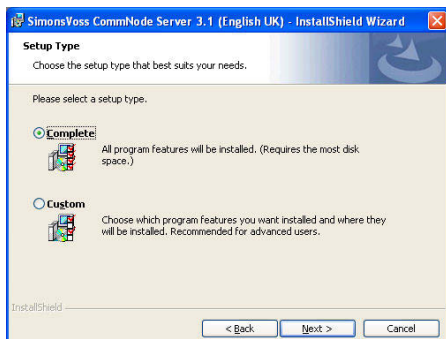 SimonsVoss CommNode Server 3.1 (English UK) - InstallShield Wizard
Setup Type
Choose the setup type that best suits your needs.
Please select a setup type.
Complete
All program features will be installed. (Requires the most disk
space.)
Custom
Choose which program features you want installed and where they
will be installed. Recommended for advanced users.
InstallShield
< Back Next > Cancel